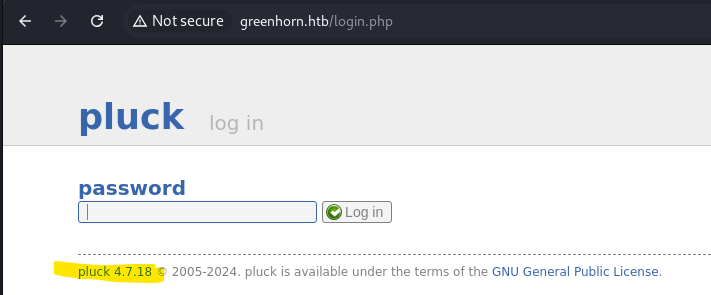 Not secure greenhorn.htb/login.php
pluck log in
password
Log in
pluck 4.7.18 © 2005-2024. pluck is available under the terms of the GNU General Public License.